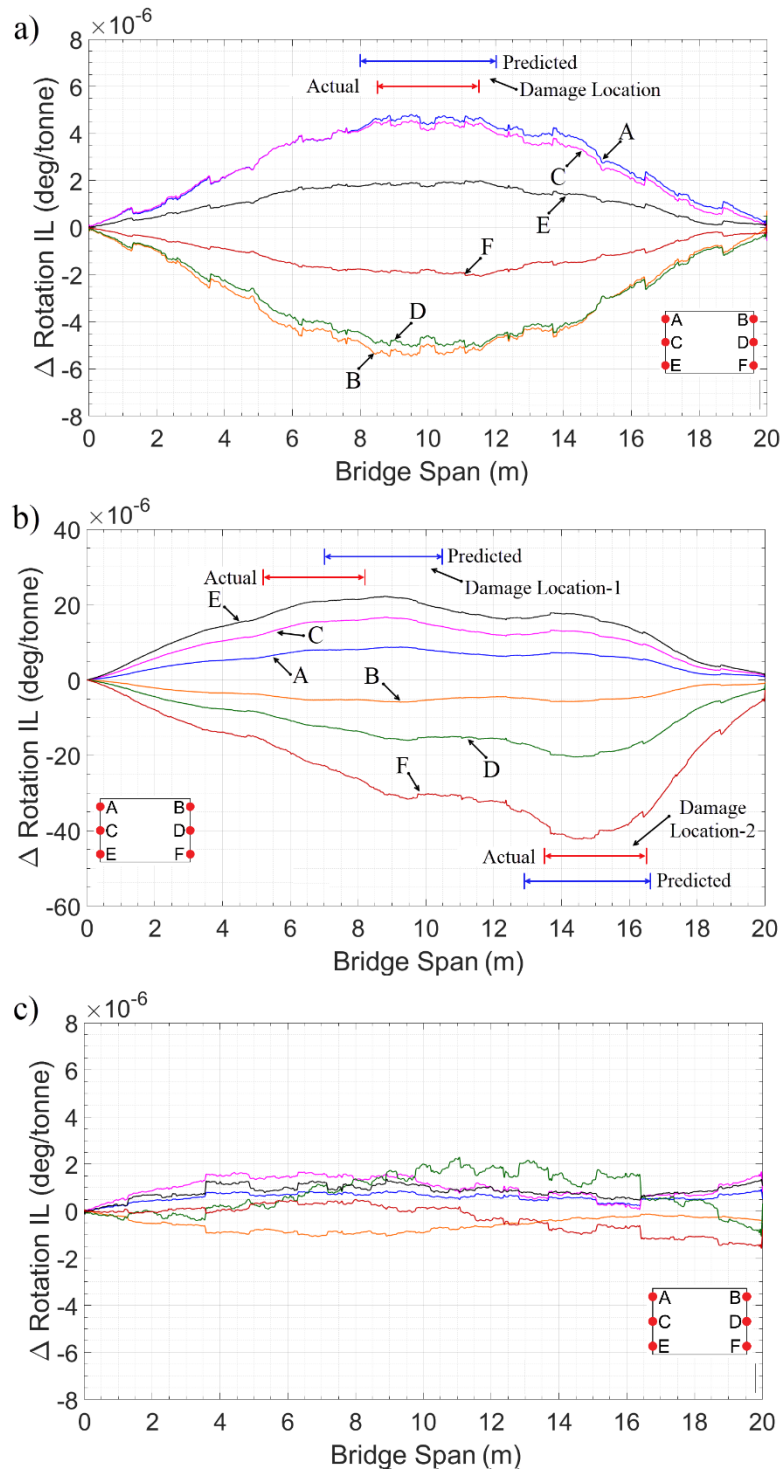 a)
×10⁻⁶
8
6
4
2
0
-2
-4
-6
-8
Δ Rotation IL (deg/tonne)
Predicted
Actual
Damage Location
A
C
E
F
D
B
A B
C D
E F
0 2 4 6 8 10 12 14 16 18 20
Bridge Span (m)
b)
×10⁻⁶
40
20
0
-20
-40
-60
Δ Rotation IL (deg/tonne)
Predicted
Actual
Damage Location-1
E
C
A
B
D
F
A B
C D
E F
Damage
Location-2
Actual
Predicted
0 2 4 6 8 10 12 14 16 18 20
Bridge Span (m)
c)
×10⁻⁶
8
6
4
2
0
-2
-4
-6
-8
Δ Rotation IL (deg/tonne)
A B
C D
E F
0 2 4 6 8 10 12 14 16 18 20
Bridge Span (m)